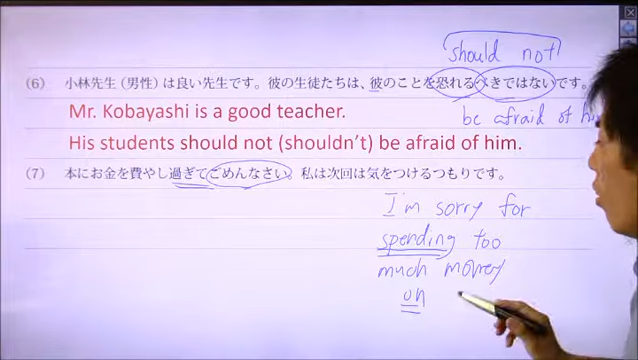 should not
(6) 小林先生（男性）は良い先生です。彼の生徒たちは、彼のことを恐れるべきではないです。
be afraid of him
Mr. Kobayashi is a good teacher.
His students should not (shouldn't) be afraid of him.
(7) 本にお金を費やし過ぎてごめんなさい。私は次回は気をつけるつもりです。
I'm sorry for
spending too
much money
on